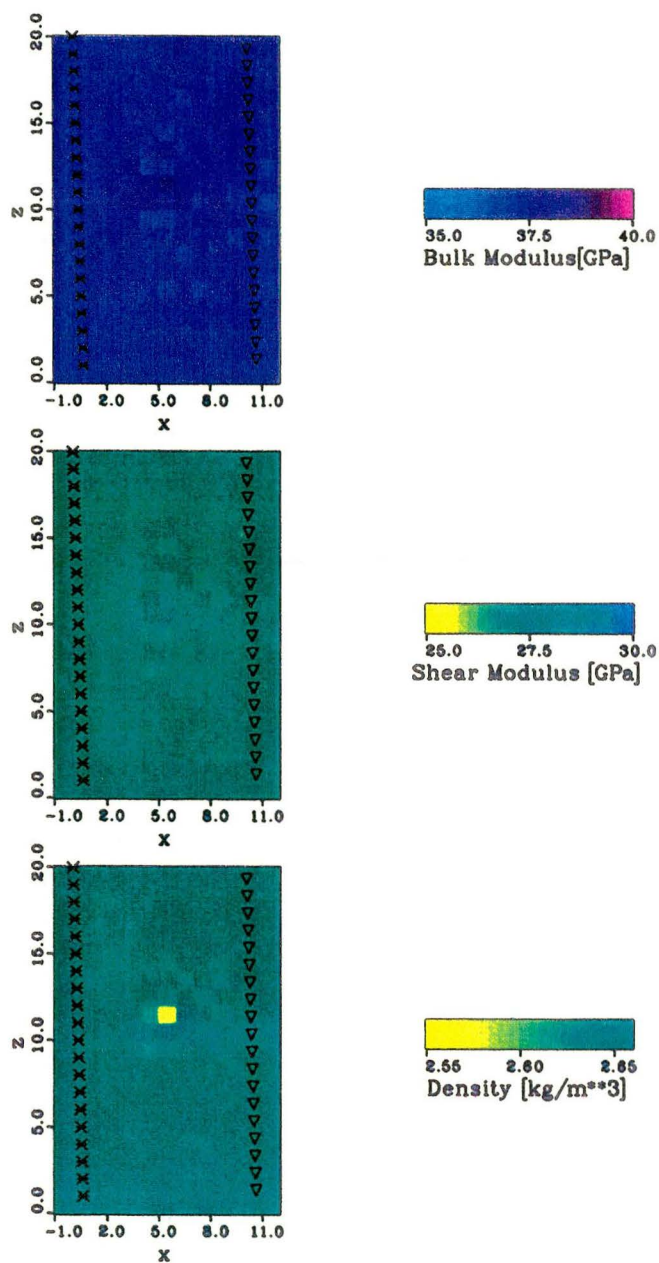 20.0
15.0
Z
10.0
5.0
0.0
-1.0 2.0 5.0 8.0 11.0
X
35.0 37.5 40.0
Bulk Modulus[GPa]
20.0
15.0
Z
10.0
5.0
0.0
-1.0 2.0 5.0 8.0 11.0
X
25.0 27.5 30.0
Shear Modulus [GPa]
20.0
15.0
Z
10.0
5.0
0.0
-1.0 2.0 5.0 8.0 11.0
X
2.55 2.60 2.65
Density [kg/m**3]